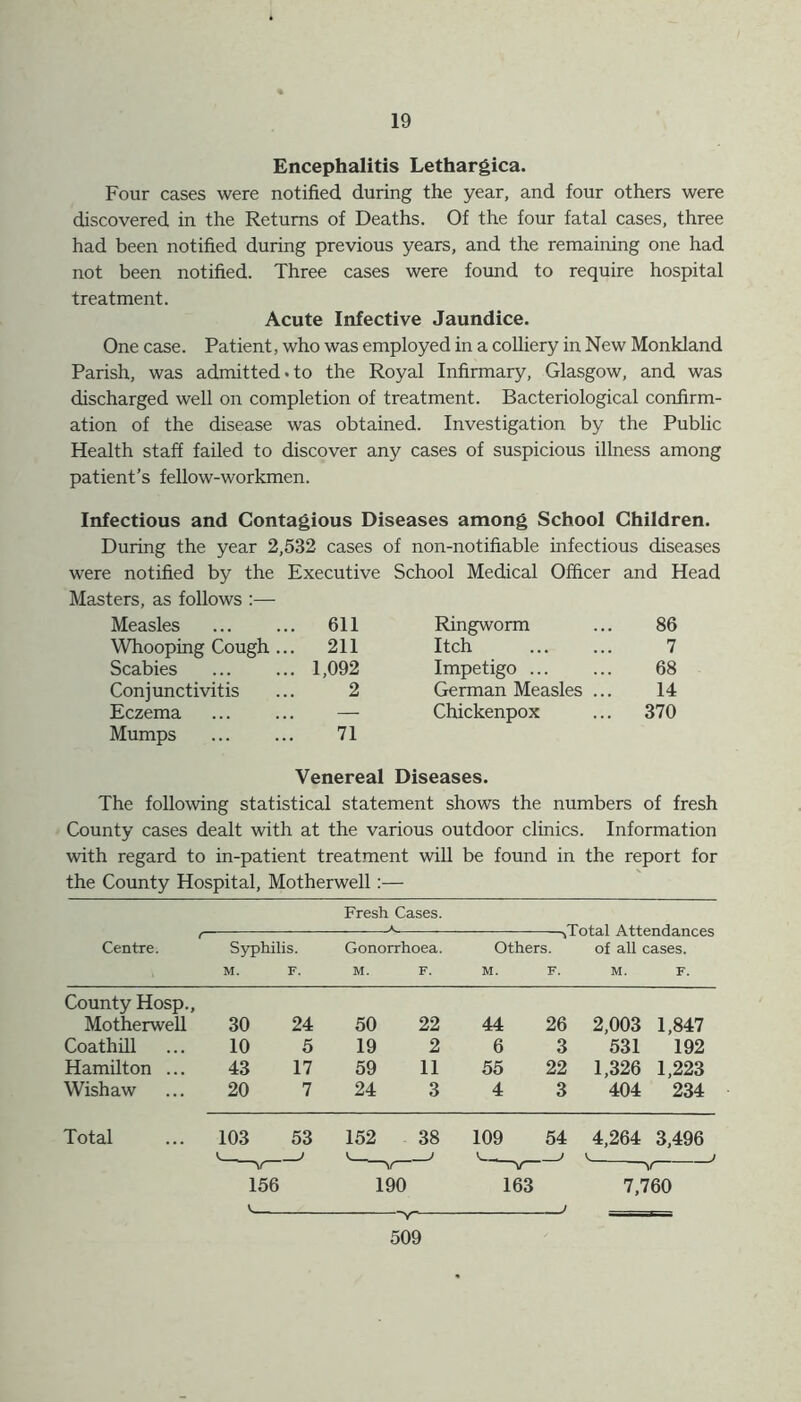 19
Encephalitis Lethargica.
Four cases were notified during the year, and four others were
discovered in the Returns of Deaths. Of the four fatal cases, three
had been notified during previous years, and the remaining one had
not been notified. Three cases were found to require hospital
treatment.
Acute Infective Jaundice.
One case. Patient, who was employed in a colliery in New Monkland
Parish, was admitted to the Royal Infirmary, Glasgow, and was
discharged well on completion of treatment. Bacteriological confirm-
ation of the disease was obtained. Investigation by the Public
Health staff failed to discover any cases of suspicious illness among
patient's fellow-workmen.
Infectious and Contagious Diseases among School Children.
During the year 2,532 cases of non-notifiable infectious diseases
were notified by the Executive School Medical Officer and Head
Masters, as follows :—
Measles ... ... 611 Ringworm ... 86
Whooping Cough ... 211 Itch ... ... 7
Scabies ... ... 1,092 Impetigo ... ... 68
Conjunctivitis ... 2 German Measles ... 14
Eczema ... ... — Chickenpox ... 370
Mumps ... ... 71
Venereal Diseases.
The following statistical statement shows the numbers of fresh
County cases dealt with at the various outdoor clinics. Information
with regard to in-patient treatment will be found in the report for
the County Hospital, Motherwell :—
Fresh Cases.
Total Attendances
Centre. Syphilis. Gonorrhoea. Others. of all cases.
M. F. M. F. M. F. M. F.
County Hosp.,
Motherwell 30 24 50 22 44 26 2,003 1,847
Coathill ... 10 5 19 2 6 3 531 192
Hamilton ... 43 17 59 11 55 22 1,326 1,223
Wishaw ... 20 7 24 3 4 3 404 234
Total ... 103 53 152 38 109 54 4,264 3,496
156 190 163 7,760
509